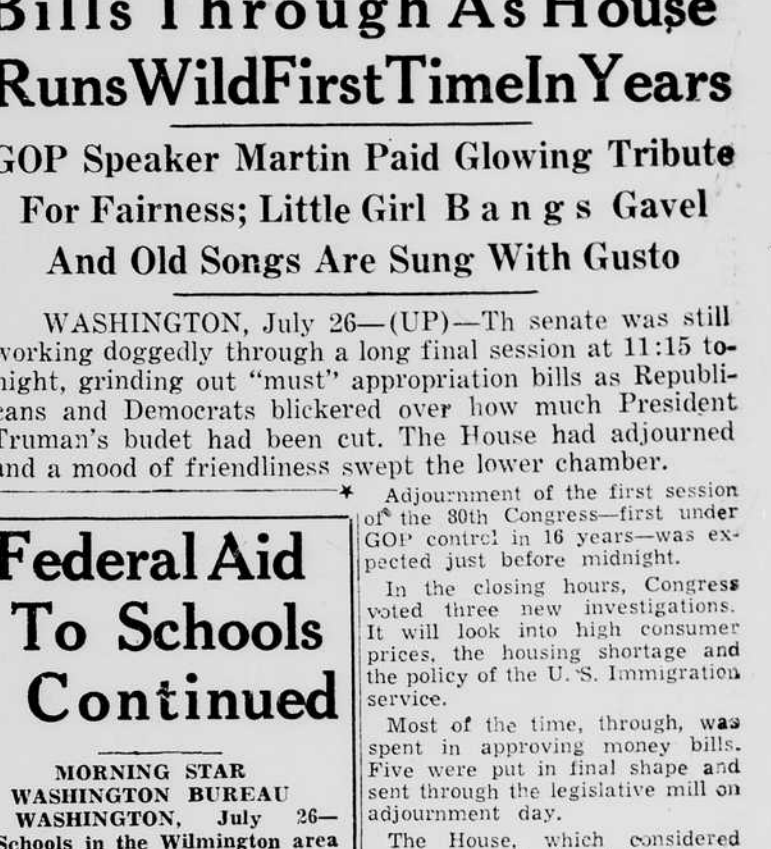 Bills Through As House
Runs Wild First Time In Years
GOP Speaker Martin Paid Glowing Tribute
For Fairness; Little Girl Bangs Gavel
And Old Songs Are Sung With Gusto
WASHINGTON, July 26—(UP)—Th senate was still
working doggedly through a long final session at 11:15 to-
night, grinding out "must" appropriation bills as Republi-
cans and Democrats blickered over how much President
Truman's budet had been cut. The House had adjourned
and a mood of friendliness swept the lower chamber.
Adjournment of the first session
of the 80th Congress—first under
GOP control in 16 years—was ex-
pected just before midnight.
In the closing hours, Congress
voted three new investigations.
It will look into high consumer
prices, the housing shortage and
the policy of the U. S. Immigration
service.
Most of the time, through, was
spent in approving money bills.
Five were put in final shape and
sent through the legislative mill on
adjournment day.
The House, which considered
Federal Aid
To Schools
Continued
MORNING STAR
WASHINGTON BUREAU
WASHINGTON, July 26—
Schools in the Wilmington area